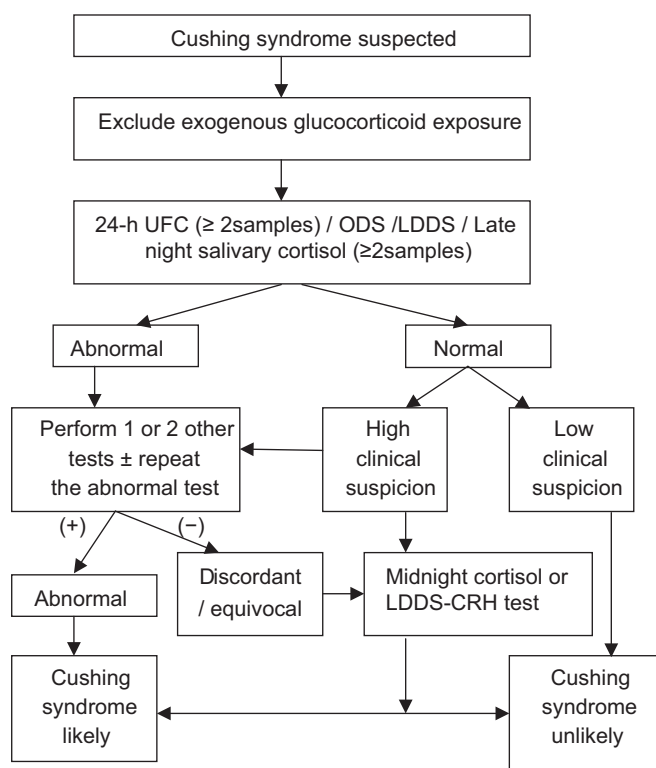 Cushing syndrome suspected
Exclude exogenous glucocorticoid exposure
24-h UFC (≥ 2samples) / ODS /LDDS / Late
night salivary cortisol (≥2samples)
Abnormal
Normal
Perform 1 or 2 other
tests ± repeat
the abnormal test
High
clinical
suspicion
Low
clinical
suspicion
(+)
(−)
Abnormal
Discordant
/ equivocal
Midnight cortisol or
LDDS-CRH test
Cushing
syndrome
likely
Cushing
syndrome
unlikely